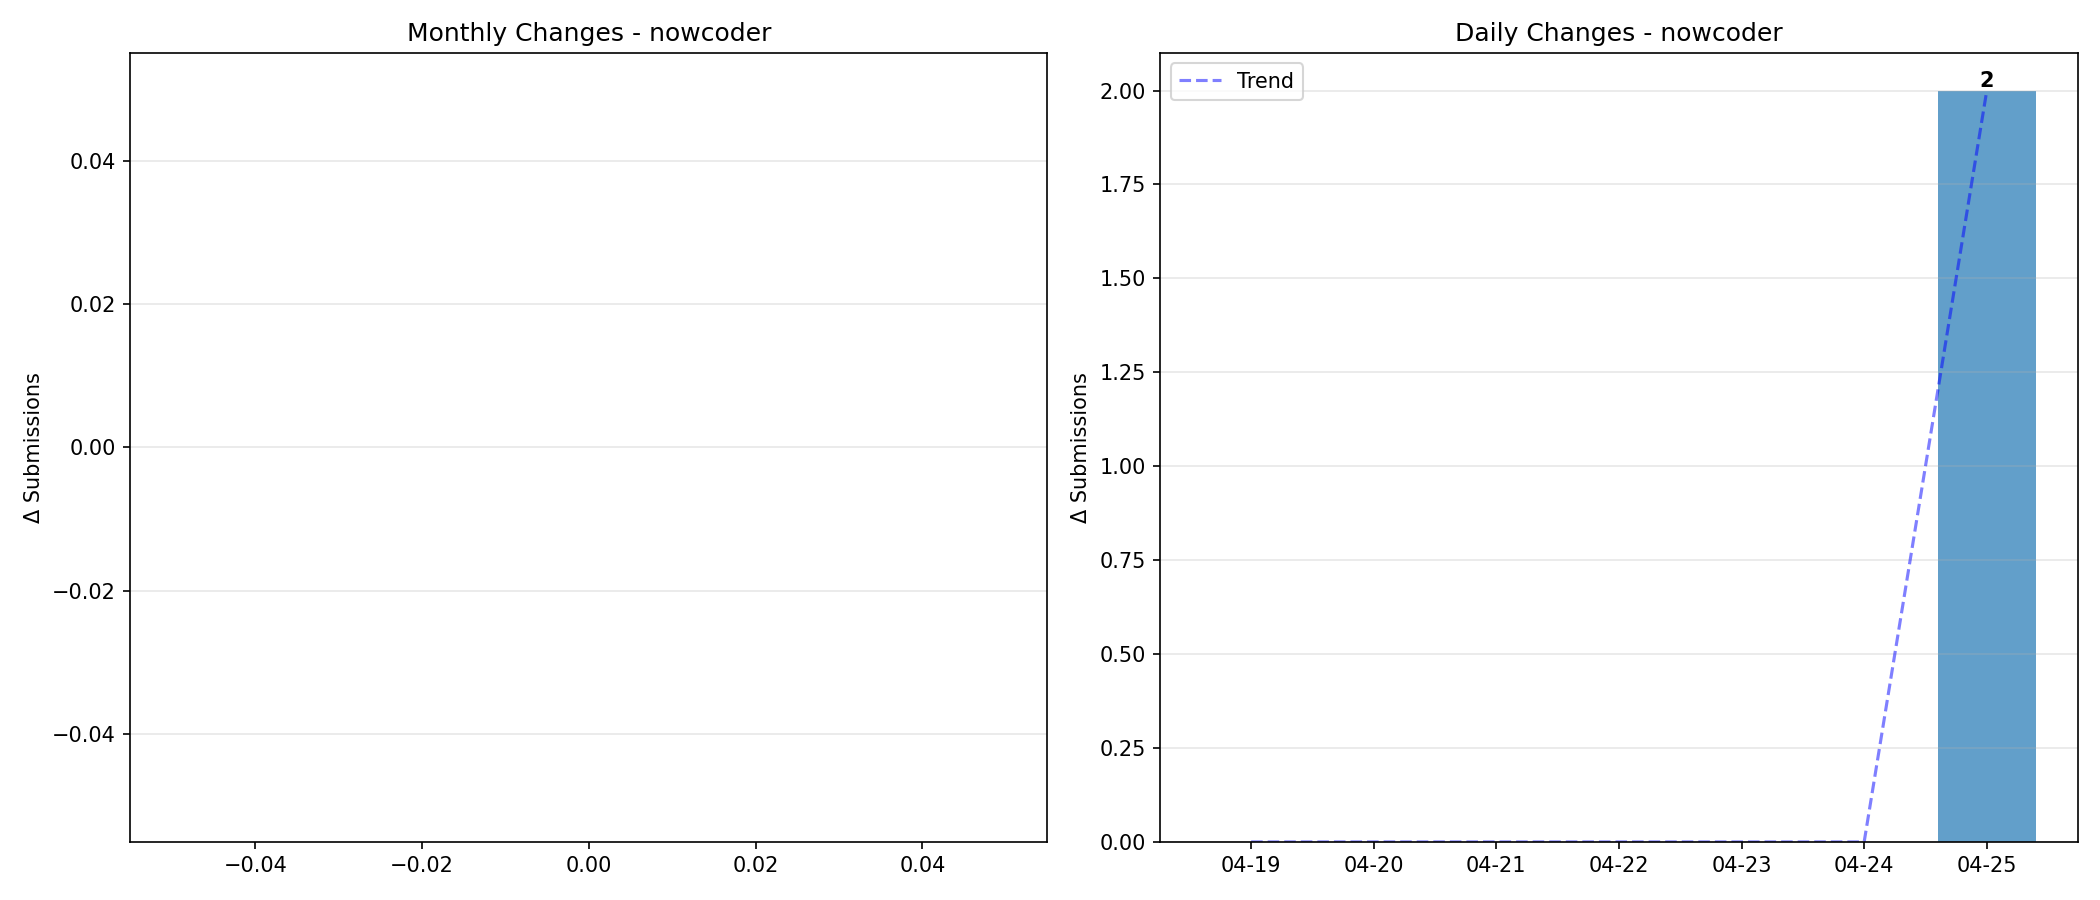 Monthly Changes - nowcoder
Δ Submissions
0.04
0.02
0.00
−0.02
−0.04
−0.04 −0.02 0.00 0.02 0.04
Daily Changes - nowcoder
Trend
2
Δ Submissions
2.00
1.75
1.50
1.25
1.00
0.75
0.50
0.25
0.00
04-19 04-20 04-21 04-22 04-23 04-24 04-25